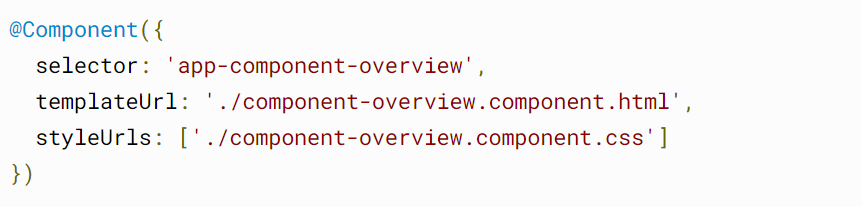 @Component({
  selector: 'app-component-overview',
  templateUrl: './component-overview.component.html',
  styleUrls: ['./component-overview.component.css']
})